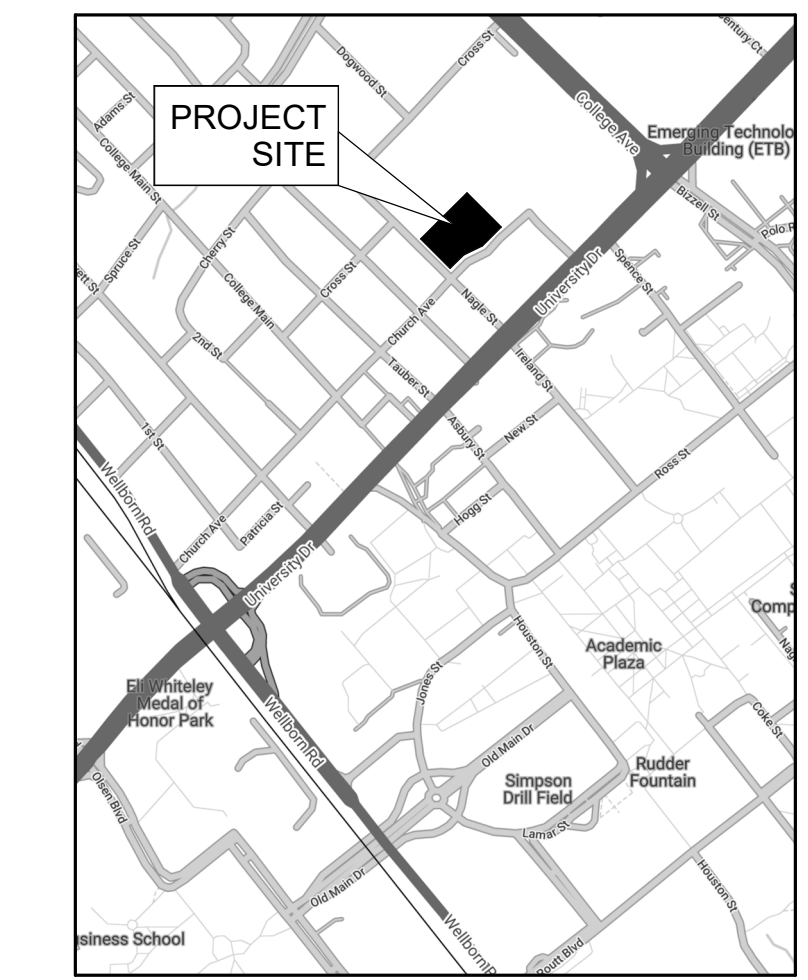 Century Ct
Cross St
Dogwood St
College Ave
Adams St
PROJECT
SITE
Emerging Technolo
Building (ETB)
College Main St
Bizzell St
Polo R
Cherry St
Spruce St
ett St
Cross St
College Main
University Dr
Spence St
Nagle St
Church Ave
2nd St
Ireland St
Tauber St
1st St
Asbury St
New St
Ross St
Wellborn Rd
Hogg St
Patricia St
Church Ave
University Dr
S
Comp
Houston St
Academic
Plaza
Nag
Jones St
Eli Whiteley
Medal of
Honor Park
Wellborn Rd
Coke St
Old Main Dr
Rudder
Fountain
Simpson
Drill Field
Olsen Blvd
Lamar St
Old Main Dr
Houston St
siness School
Wellborn R
Routt Blvd